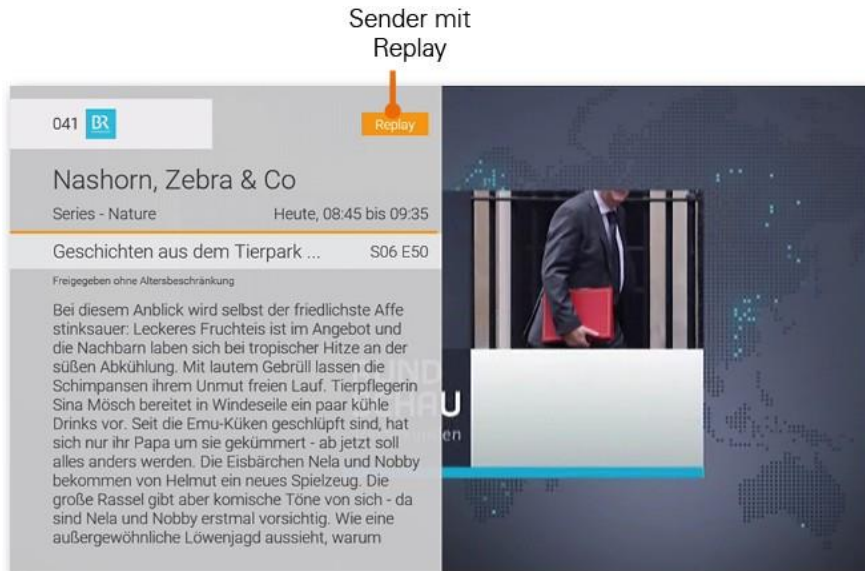 Sender mit
Replay
041 BR
Replay
Nashorn, Zebra & Co
Series - Nature Heute, 08:45 bis 09:35
Geschichten aus dem Tierpark ... S06 E50
Freigegeben ohne Altersbeschränkung
Bei diesem Anblick wird selbst der friedlichste Affe
stinksauer: Leckeres Fruchteis ist im Angebot und
die Nachbarn laben sich bei tropischer Hitze an der
süßen Abkühlung. Mit lautem Gebrüll lassen die
Schimpansen ihrem Unmut freien Lauf. Tierpflegerin
Sina Mösch bereitet in Windeseile ein paar kühle
Drinks vor. Seit die Emu-Küken geschlüpft sind, hat
sich nur ihr Papa um sie gekümmert - ab jetzt soll
alles anders werden. Die Eisbärchen Nela und Nobby
bekommen von Helmut ein neues Spielzeug. Die
große Rassel gibt aber komische Töne von sich - da
sind Nela und Nobby erstmal vorsichtig. Wie eine
außergewöhnliche Löwenjagd aussieht, warum